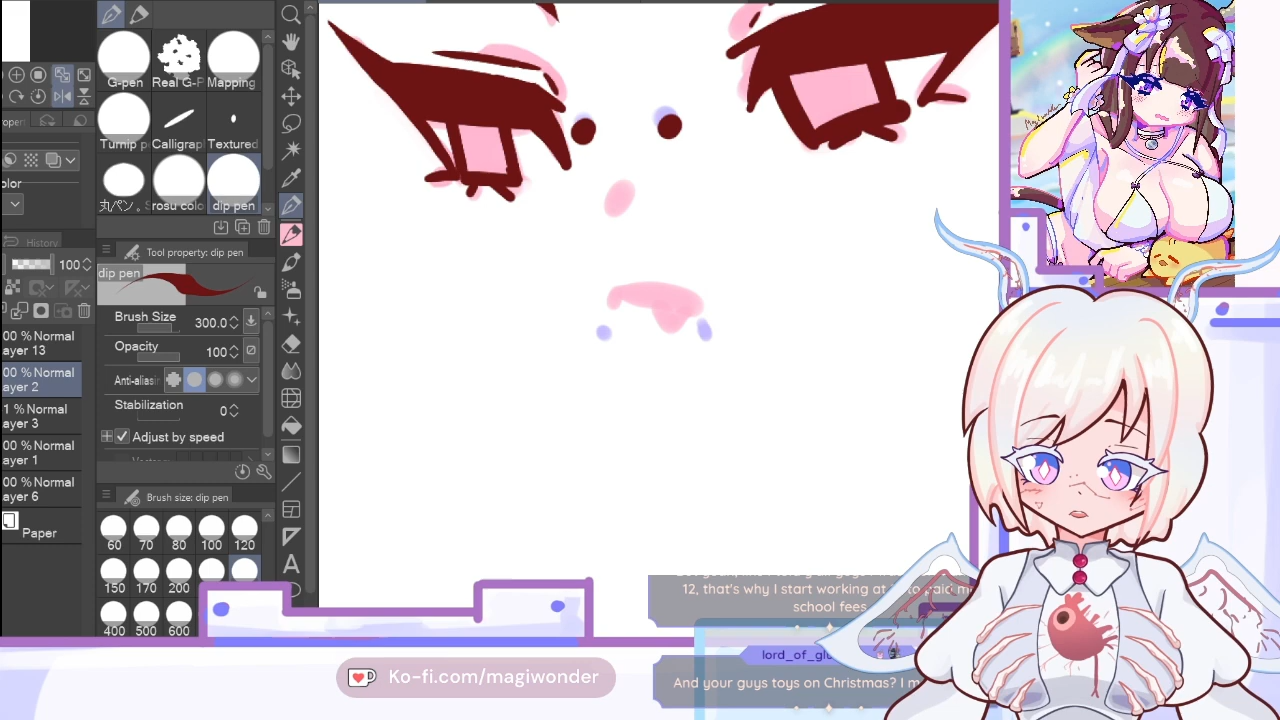 G-pen
Real G-P
Mapping
Turnip p
Calligrap
Textured
丸ペン。S
rosu colo
dip pen
Tool property: dip pen
dip pen
Brush Size
300.0
Opacity
100
Anti-aliasin
Stabilization
0
Adjust by speed
Brush size: dip pen
60
70
80
100
120
150
170
200
400
500
600
olor
History
100
00 % Normal
ayer 13
00 % Normal
ayer 2
1 % Normal
ayer 3
00 % Normal
ayer 1
00 % Normal
ayer 6
Paper
12, that's why I start working at
to paid m
school fees
lord_of_glu
And your guys toys on Christmas? I m
Ko-fi.com/magiwonder